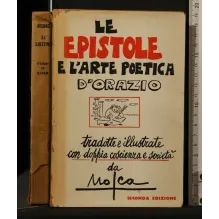 LE
EPISTOLE
E L'ARTE POETICA
D'ORAZIO
tradotte e illustrate
con doppia coscienza e serietà
da
Mosca
SECONDA EDIZIONE